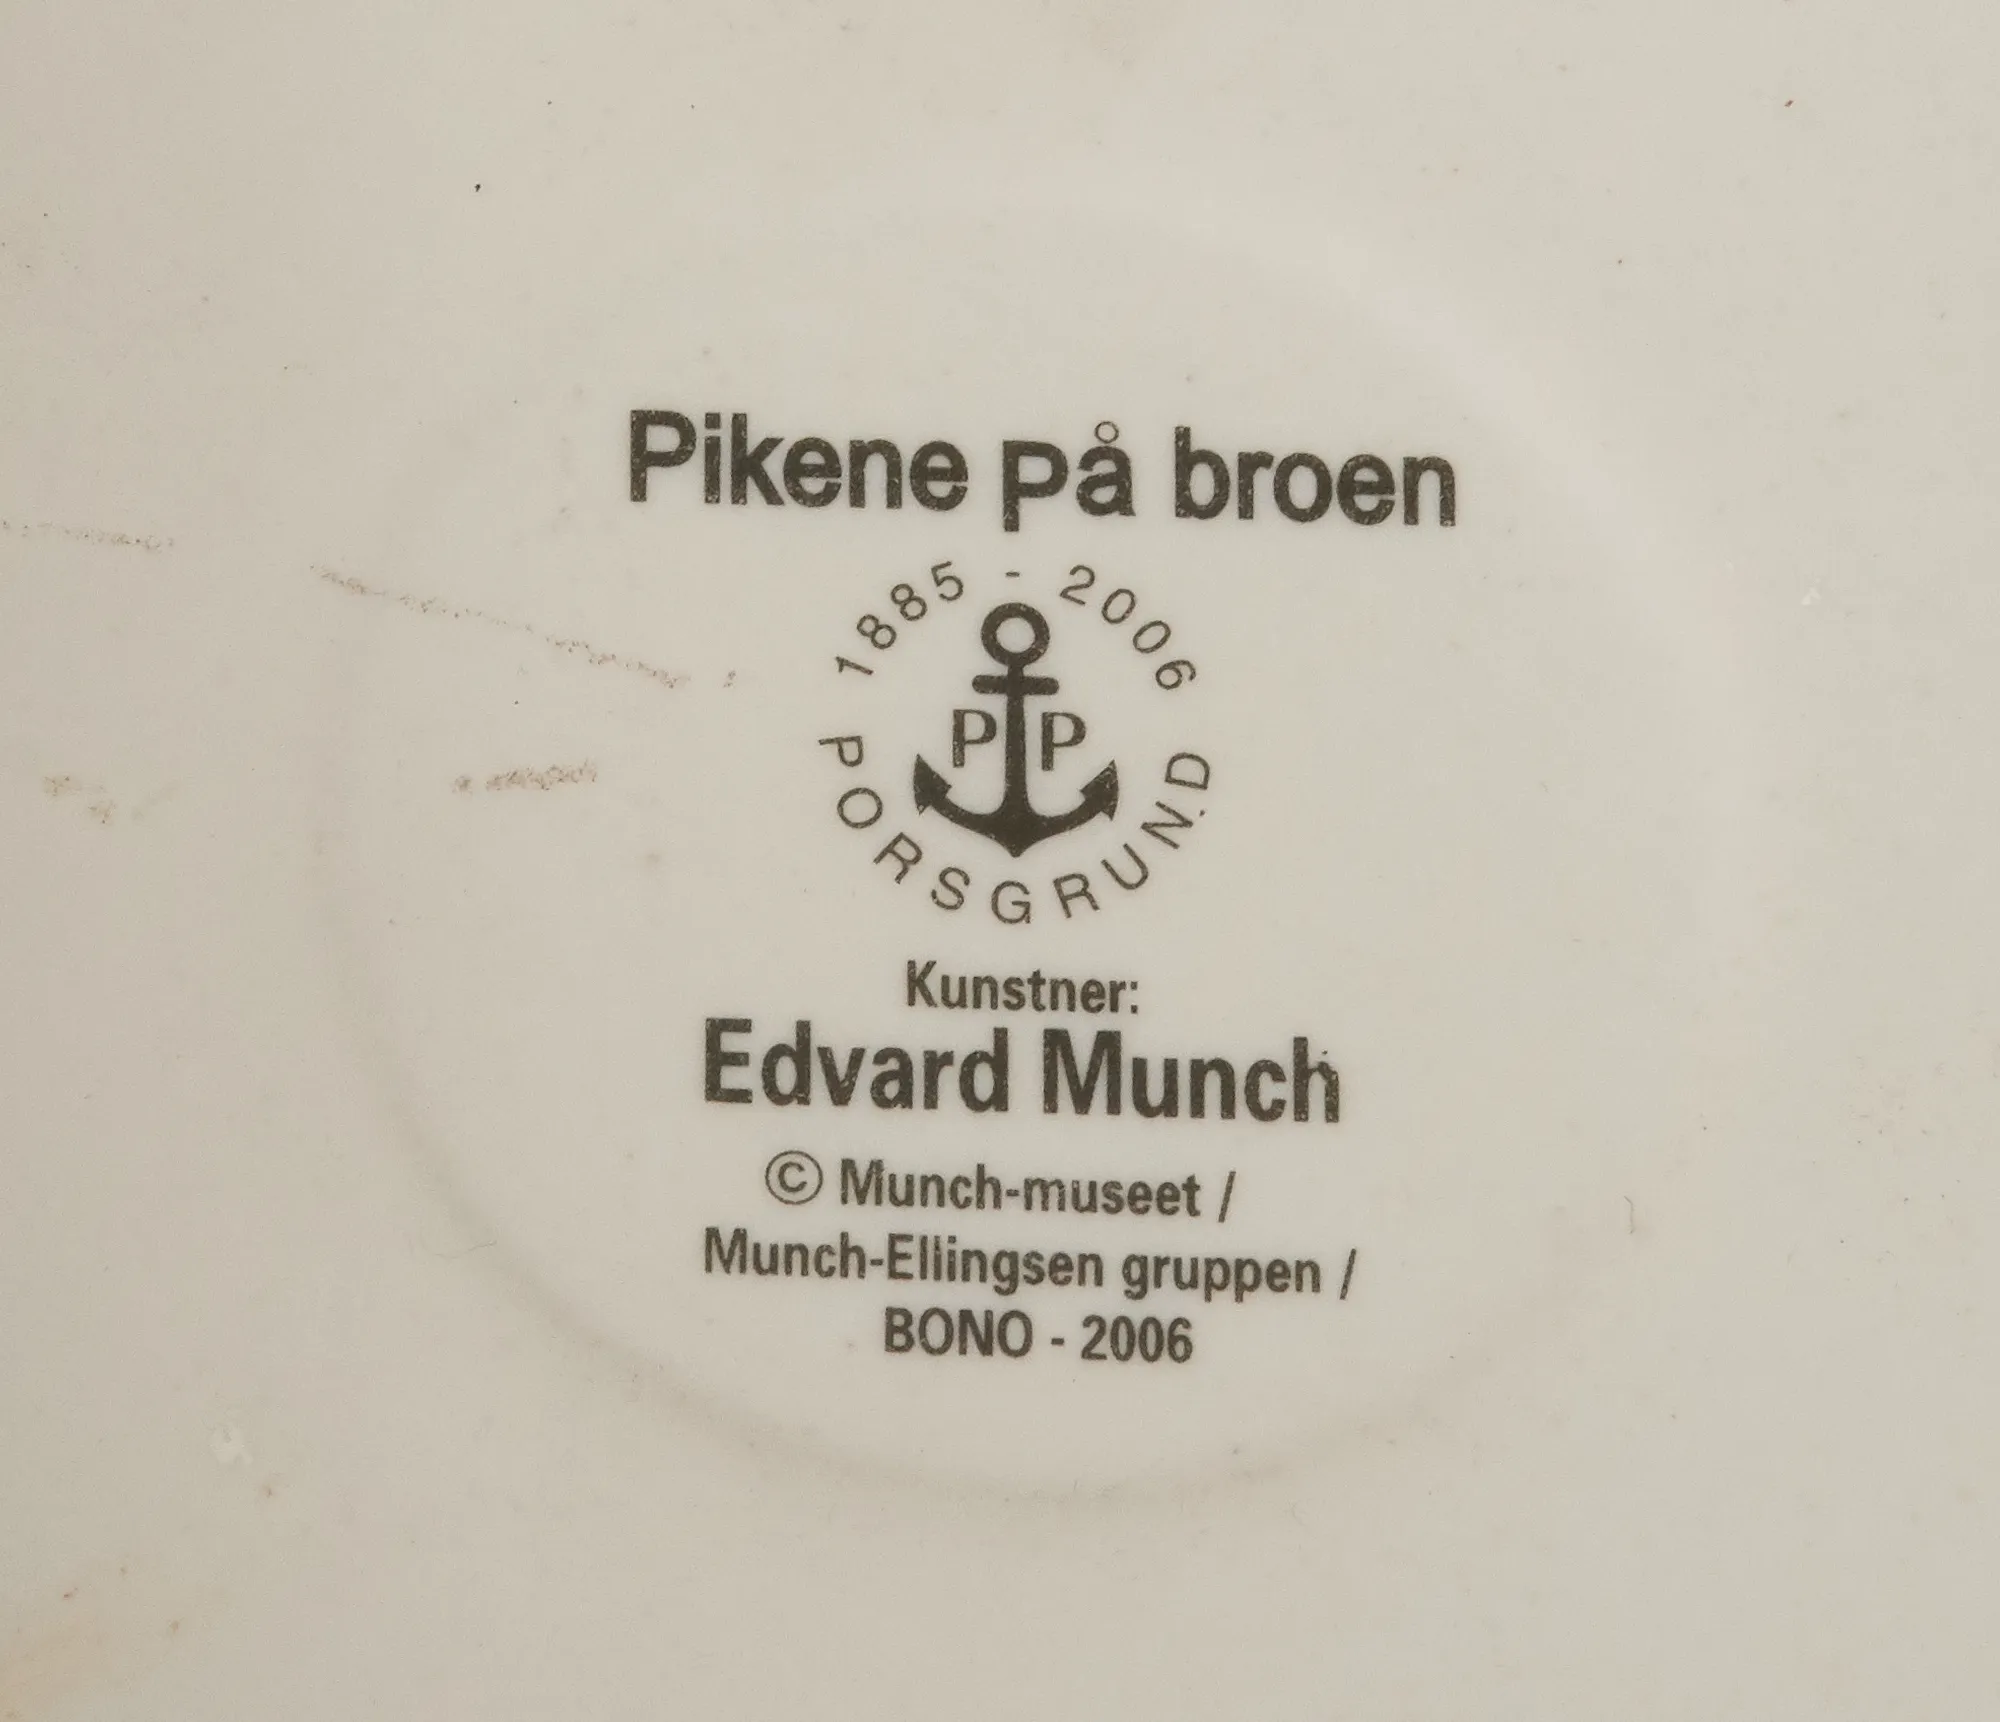 Pikene på broen
1885 - 2006
P P
PORSGRUND
Kunstner:
Edvard Munch
© Munch-museet /
Munch-Ellingsen gruppen /
BONO - 2006